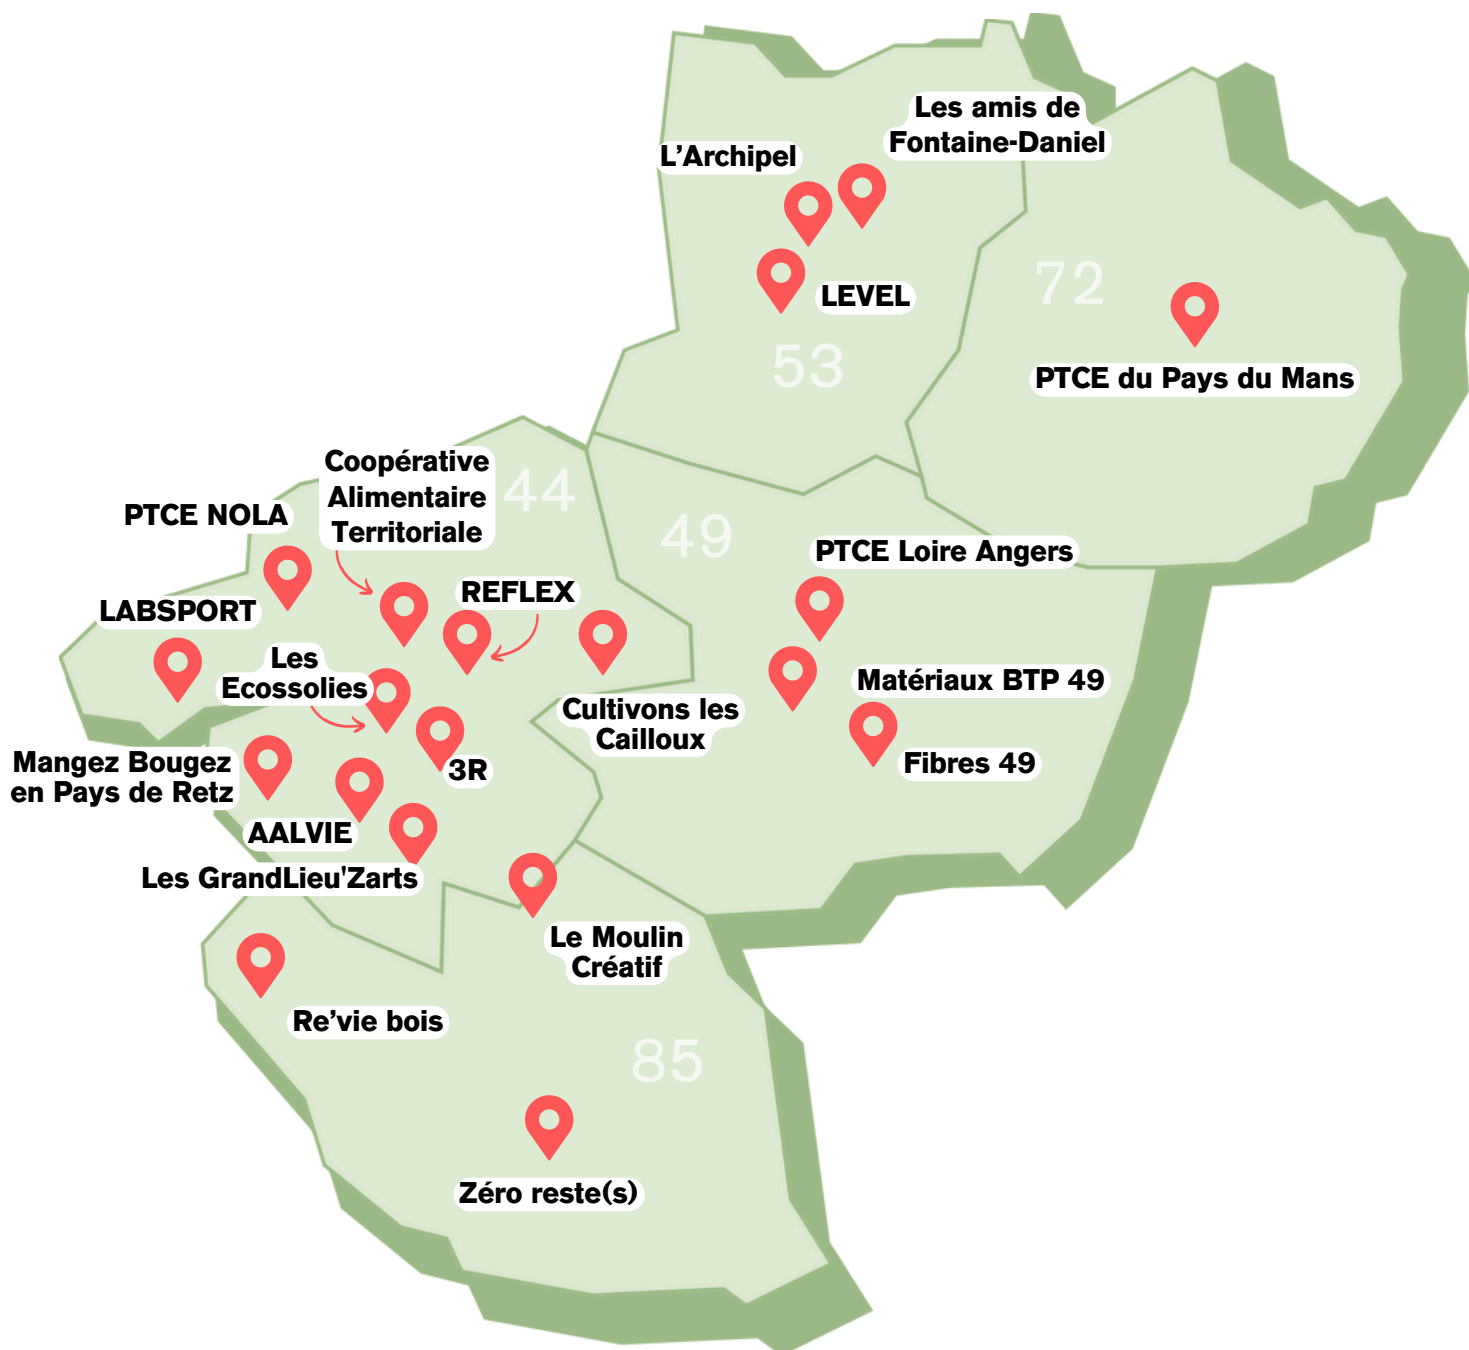 Les amis de
Fontaine-Daniel
L’Archipel
LEVEL
72
53
PTCE du Pays du Mans
Coopérative
Alimentaire
Territoriale
44
PTCE NOLA
49
PTCE Loire Angers
REFLEX
LABSPORT
Les
Ecossolies
Matériaux BTP 49
Cultivons les
Cailloux
Mangez Bougez
en Pays de Retz
3R
Fibres 49
AALVIE
Les GrandLieu'Zarts
Le Moulin
Créatif
Re’vie bois
85
Zéro reste(s)